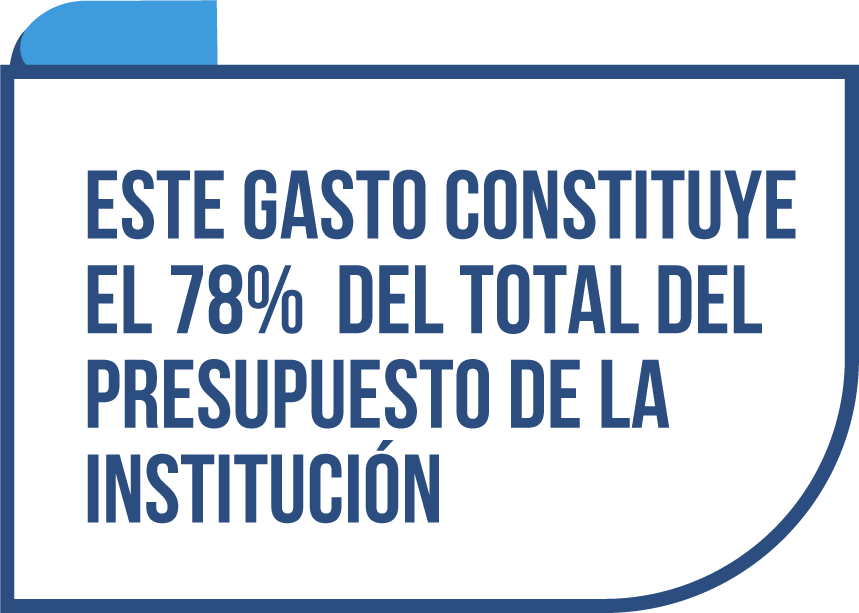 ESTE GASTO CONSTITUYE
EL 78% DEL TOTAL DEL
PRESUPUESTO DE LA
INSTITUCIÓN